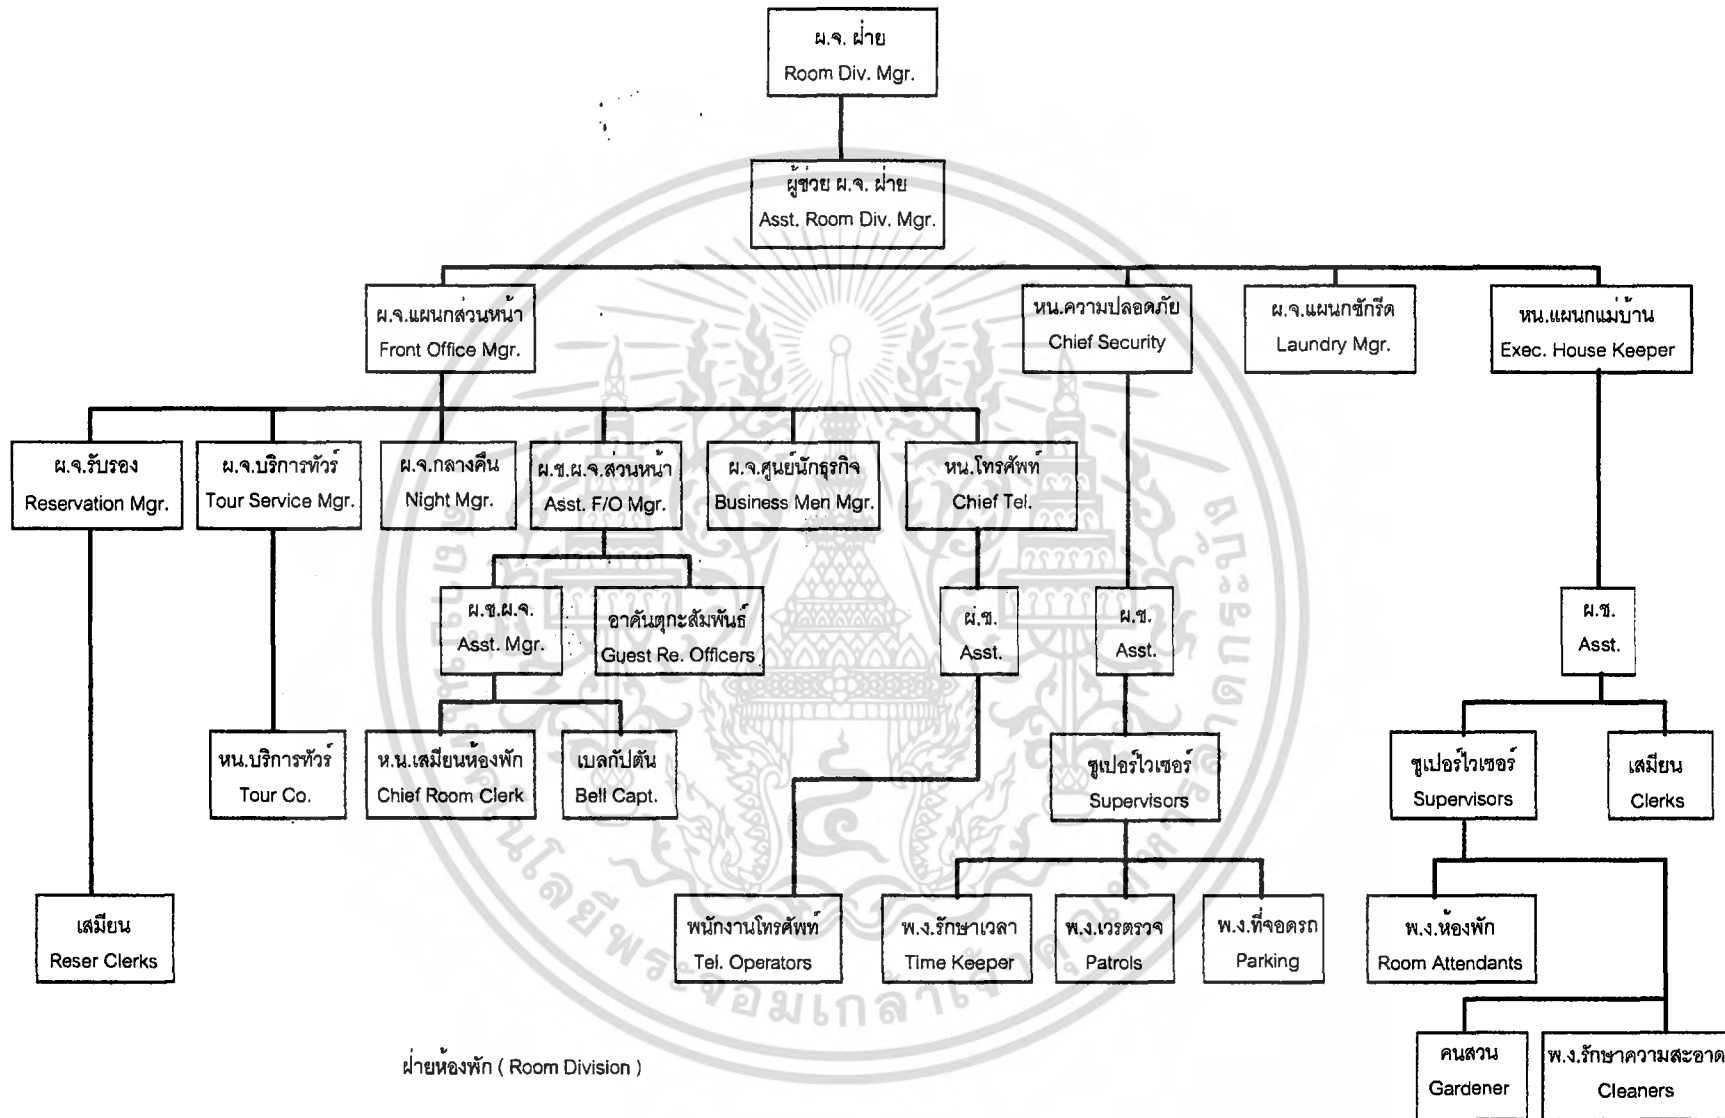 ผ.จ. ฝ่าย
Room Div. Mgr.
ผู้ช่วย ผ.จ. ฝ่าย
Asst. Room Div. Mgr.
ผ.จ.แผนกส่วนหน้า
Front Office Mgr.
หน.ความปลอดภัย
Chief Security
ผ.จ.แผนกซักรีด
Laundry Mgr.
หน.แผนกแม่บ้าน
Exec. House Keeper
ผ.จ.รับรอง
Reservation Mgr.
ผ.จ.บริการทัวร์
Tour Service Mgr.
ผ.จ.กลางคืน
Night Mgr.
ผ.ช.ผ.จ.ส่วนหน้า
Asst. F/O Mgr.
ผ.จ.ศูนย์นักธุรกิจ
Business Men Mgr.
หน.โทรศัพท์
Chief Tel.
ผ.ช.ผ.จ.
Asst. Mgr.
อาคันตุกะสัมพันธ์
Guest Re. Officers
ผ.ช.
Asst.
ผ.ช.
Asst.
ผ.ช.
Asst.
หน.บริการทัวร์
Tour Co.
ห.น.เสมียนห้องพัก
Chief Room Clerk
เบลกัปตัน
Bell Capt.
ซูเปอร์ไวเซอร์
Supervisors
ซูเปอร์ไวเซอร์
Supervisors
เสมียน
Clerks
เสมียน
Reser Clerks
พนักงานโทรศัพท์
Tel. Operators
พ.ง.รักษาเวลา
Time Keeper
พ.ง.เวรตรวจ
Patrols
พ.ง.ที่จอดรถ
Parking
พ.ง.ห้องพัก
Room Attendants
คนสวน
Gardener
พ.ง.รักษาความสะอาด
Cleaners
ฝ่ายห้องพัก ( Room Division )